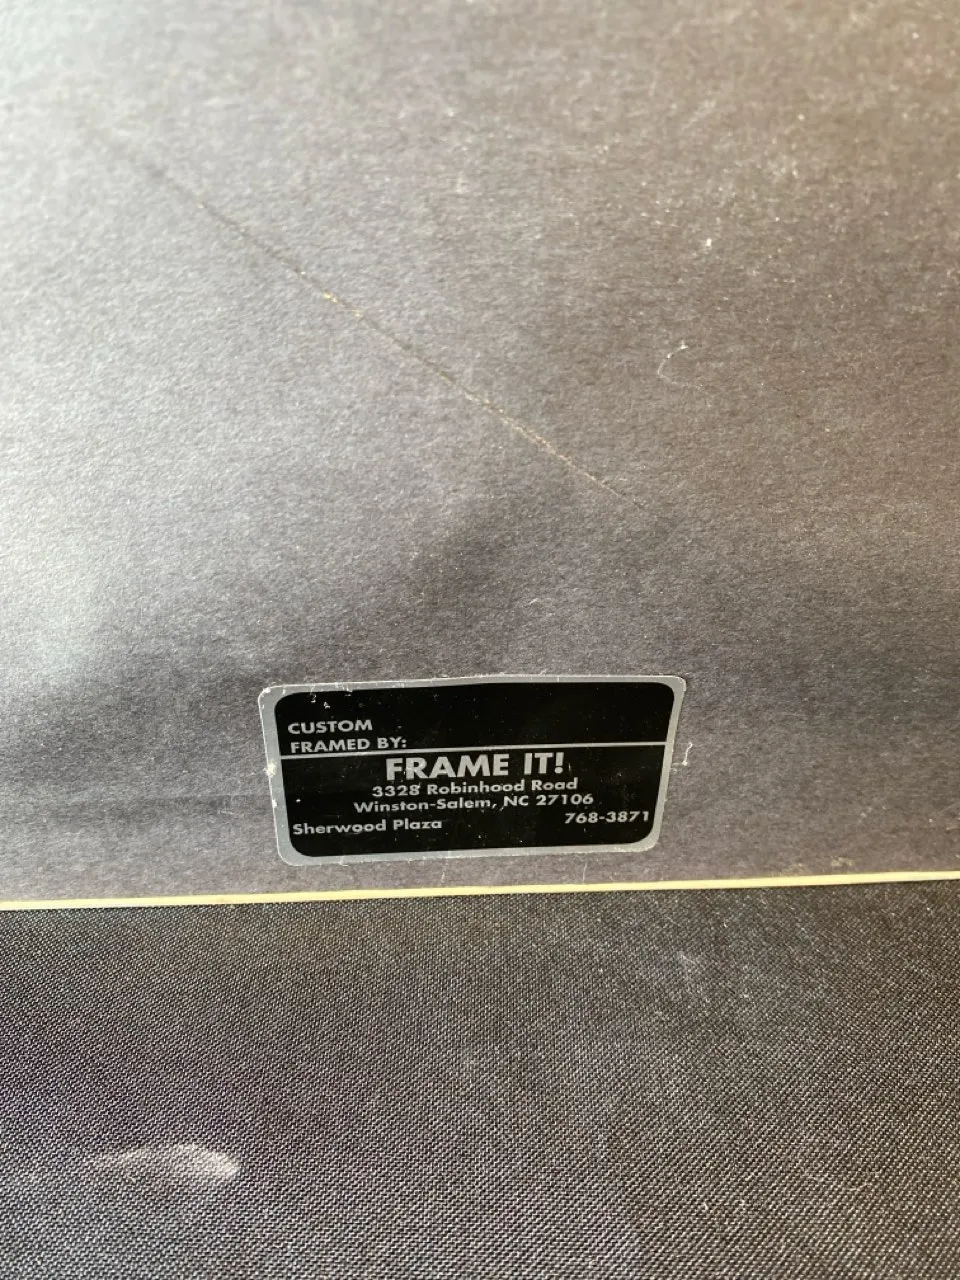 CUSTOM
FRAMED BY:
FRAME IT!
3328 Robinhood Road
Winston-Salem, NC 27106
Sherwood Plaza 768-3871